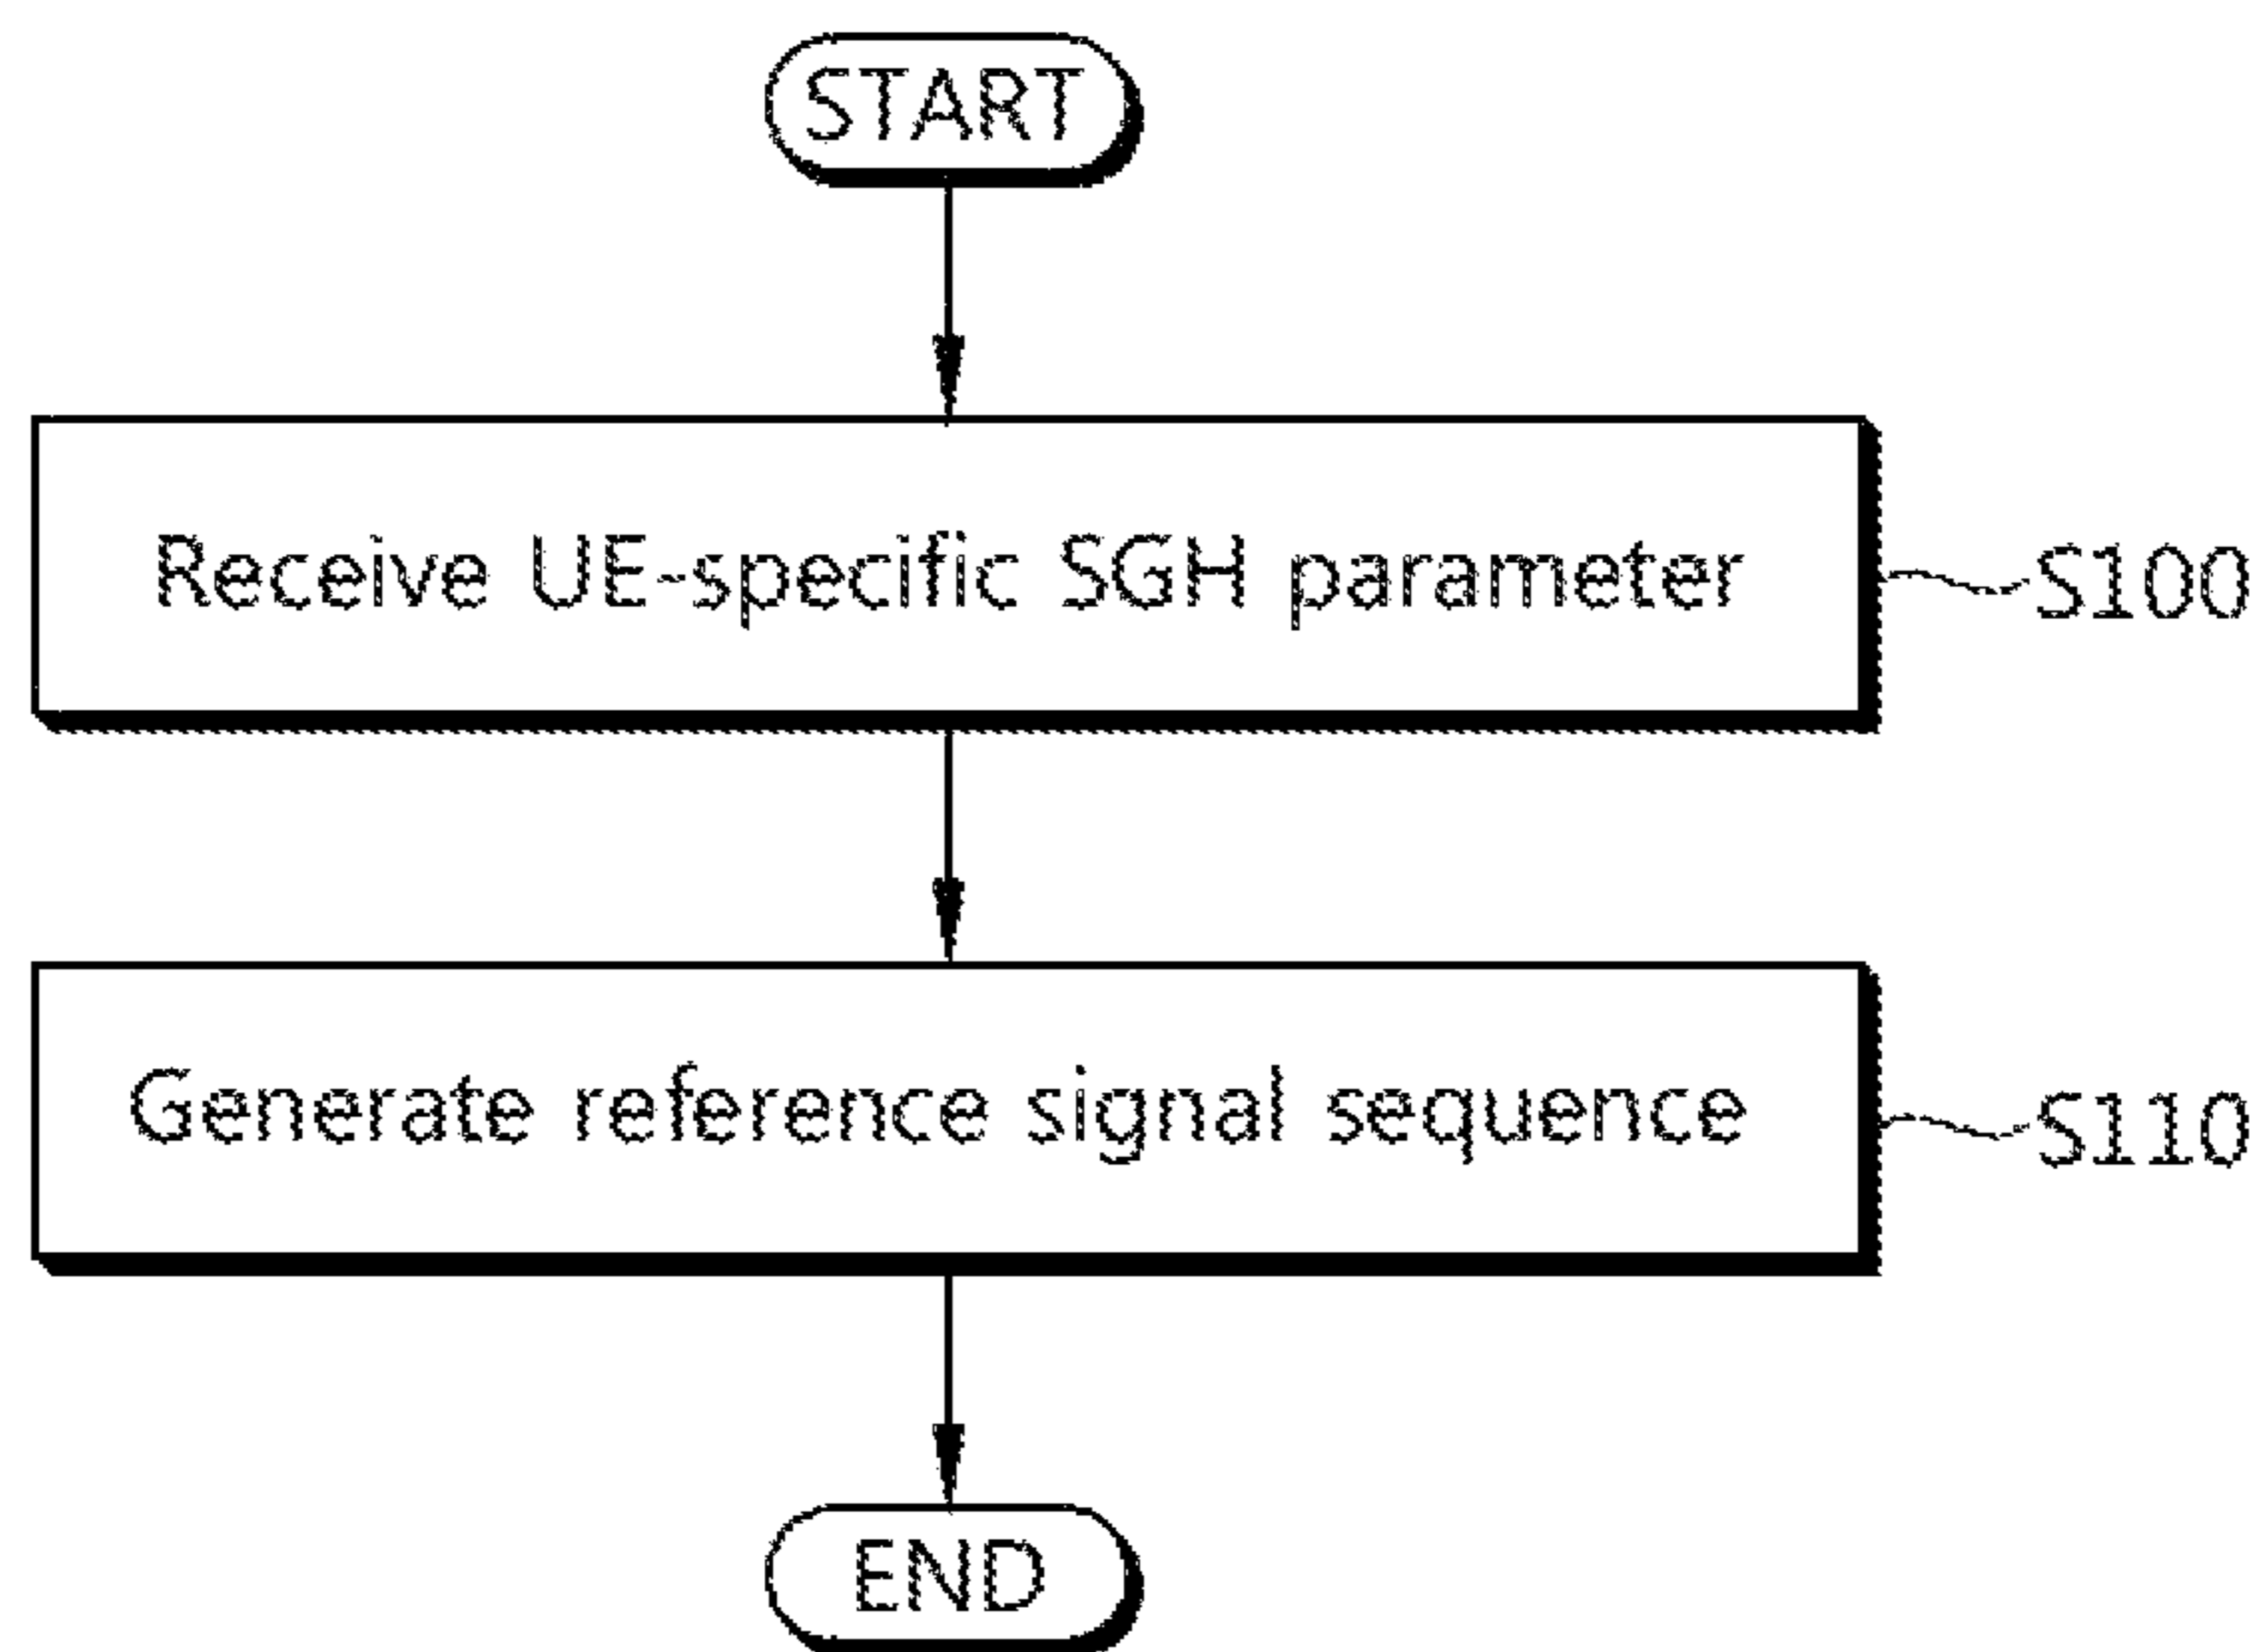 START
Receive UE-specific SGH parameter
S100
Generate reference signal sequence
S110
END